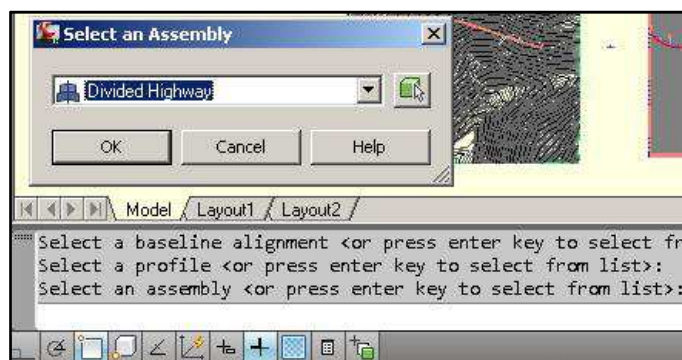 Select an Assembly
Divided Highway
OK Cancel Help
Model Layout1 Layout2
Select a baseline alignment <or press enter key to select fr
Select a profile <or press enter key to select from list>:
Select an assembly <or press enter key to select from list>: